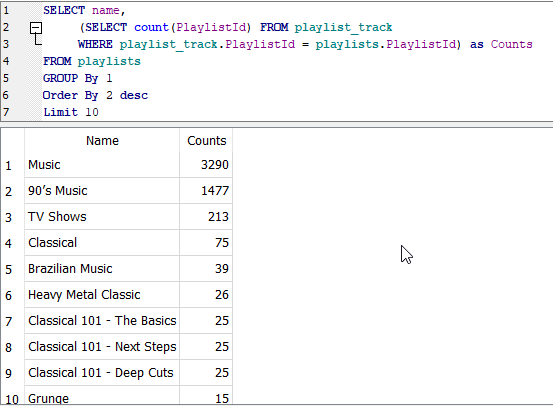 1 SELECT name,
2 (SELECT count(PlaylistId) FROM playlist_track
3 WHERE playlist_track.PlaylistId = playlists.PlaylistId) as Counts
4 FROM playlists
5 GROUP By 1
6 Order By 2 desc
7 Limit 10
Name Counts
1 Music 3290
2 90’s Music 1477
3 TV Shows 213
4 Classical 75
5 Brazilian Music 39
6 Heavy Metal Classic 26
7 Classical 101 - The Basics 25
8 Classical 101 - Next Steps 25
9 Classical 101 - Deep Cuts 25
10 Grunge 15